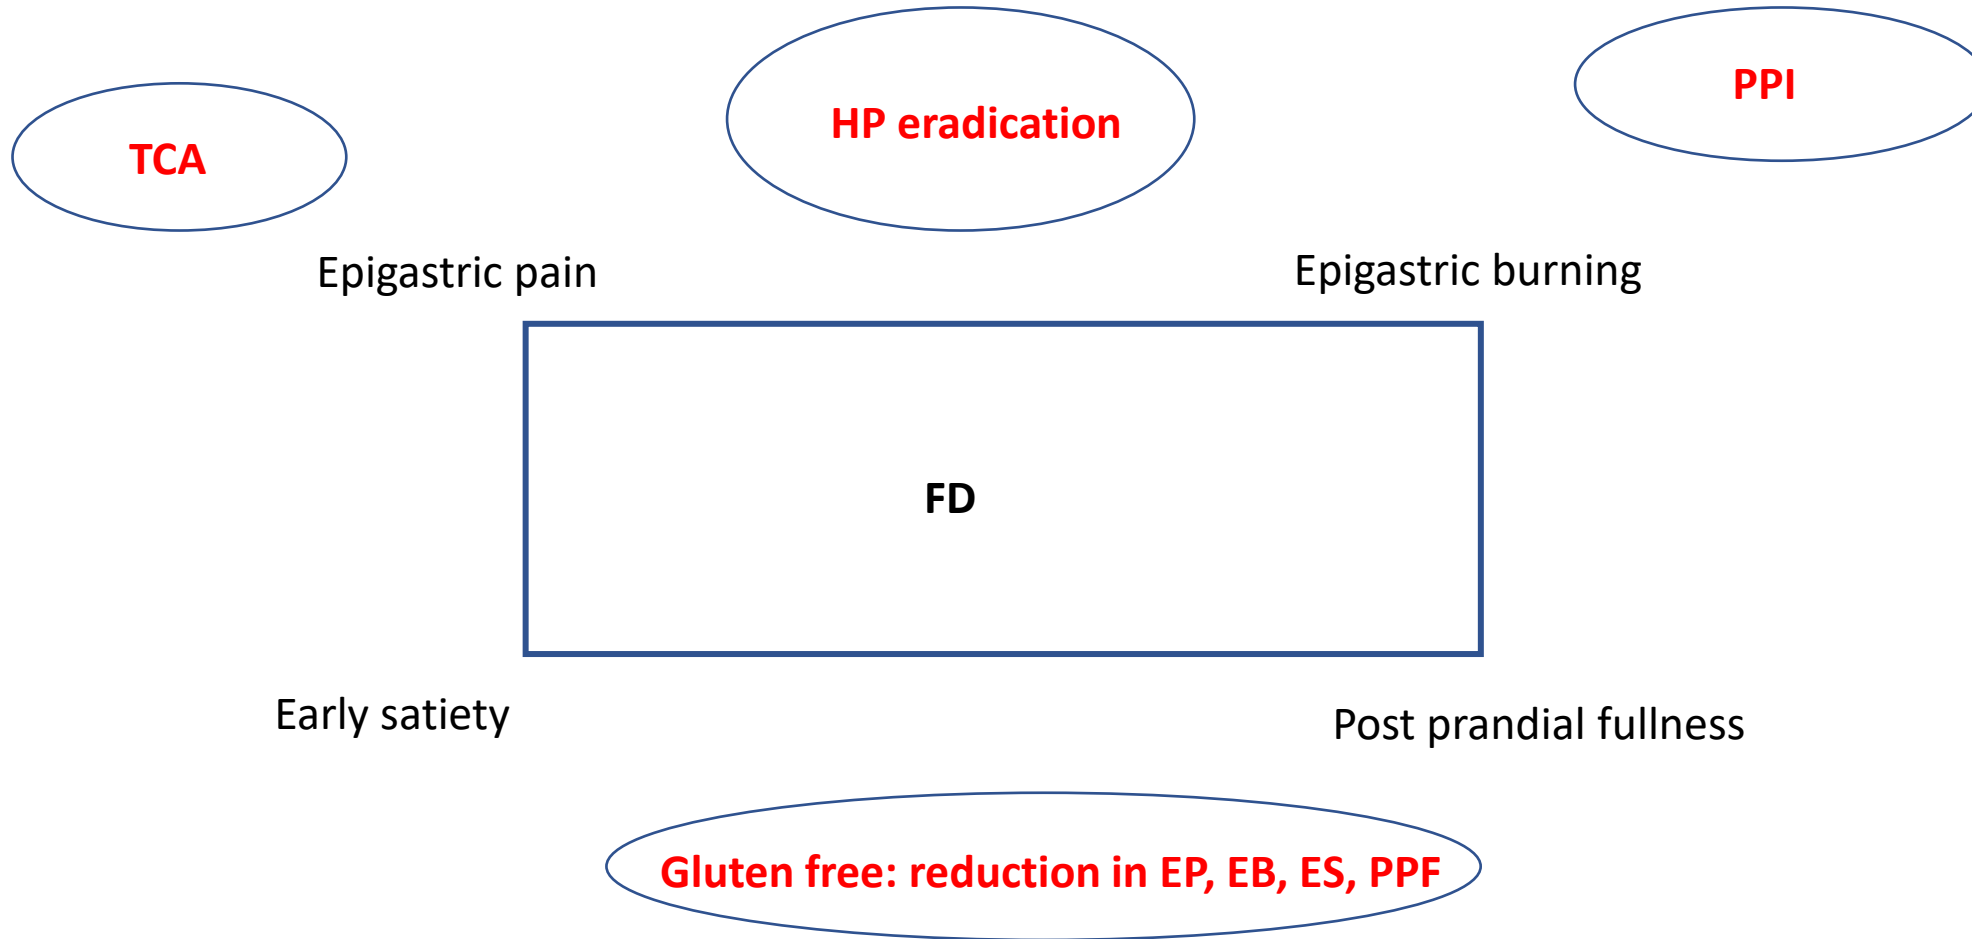 PPI
HP eradication
TCA
Epigastric pain
Epigastric burning
FD
Early satiety
Post prandial fullness
Gluten free: reduction in EP, EB, ES, PPF